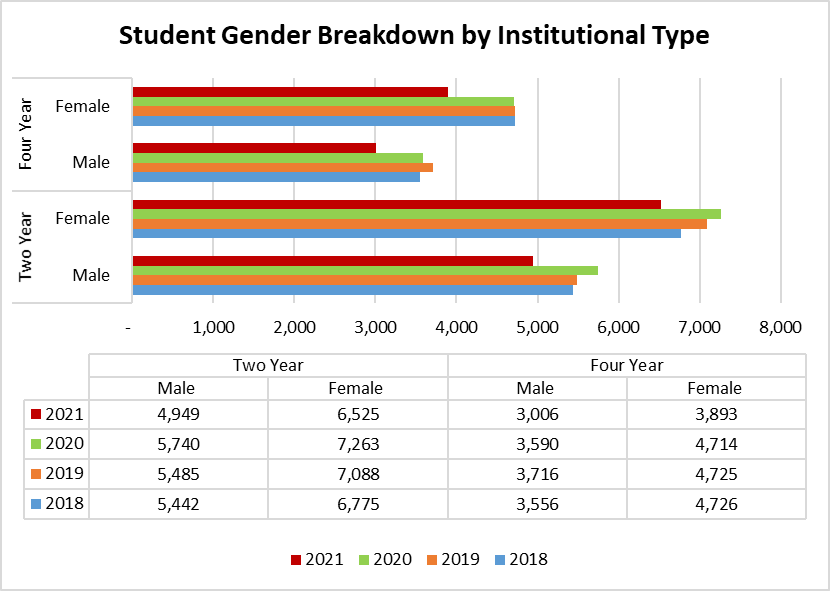 Student Gender Breakdown by Institutional Type
Four Year
Female
Male
Two Year
Female
Male
- 1,000 2,000 3,000 4,000 5,000 6,000 7,000 8,000
Two Year Four Year
Male Female Male Female
2021 4,949 6,525 3,006 3,893
2020 5,740 7,263 3,590 4,714
2019 5,485 7,088 3,716 4,725
2018 5,442 6,775 3,556 4,726
2021 2020 2019 2018